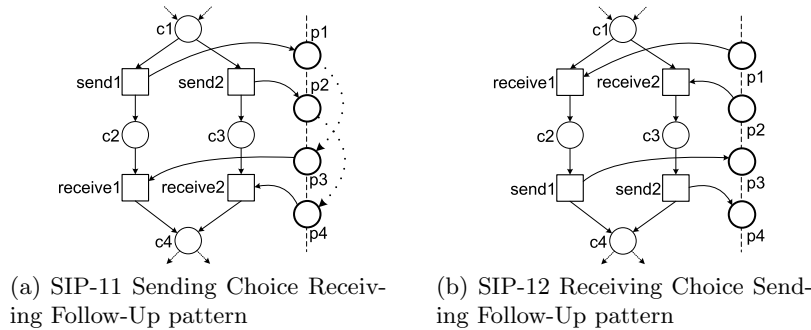 c1
p1
send1
send2
p2
c2
c3
p3
receive1
receive2
p4
c4
(a) SIP-11 Sending Choice Receiv-
ing Follow-Up pattern
c1
receive1
receive2
p1
p2
c2
c3
p3
send1
send2
p4
c4
(b) SIP-12 Receiving Choice Send-
ing Follow-Up pattern